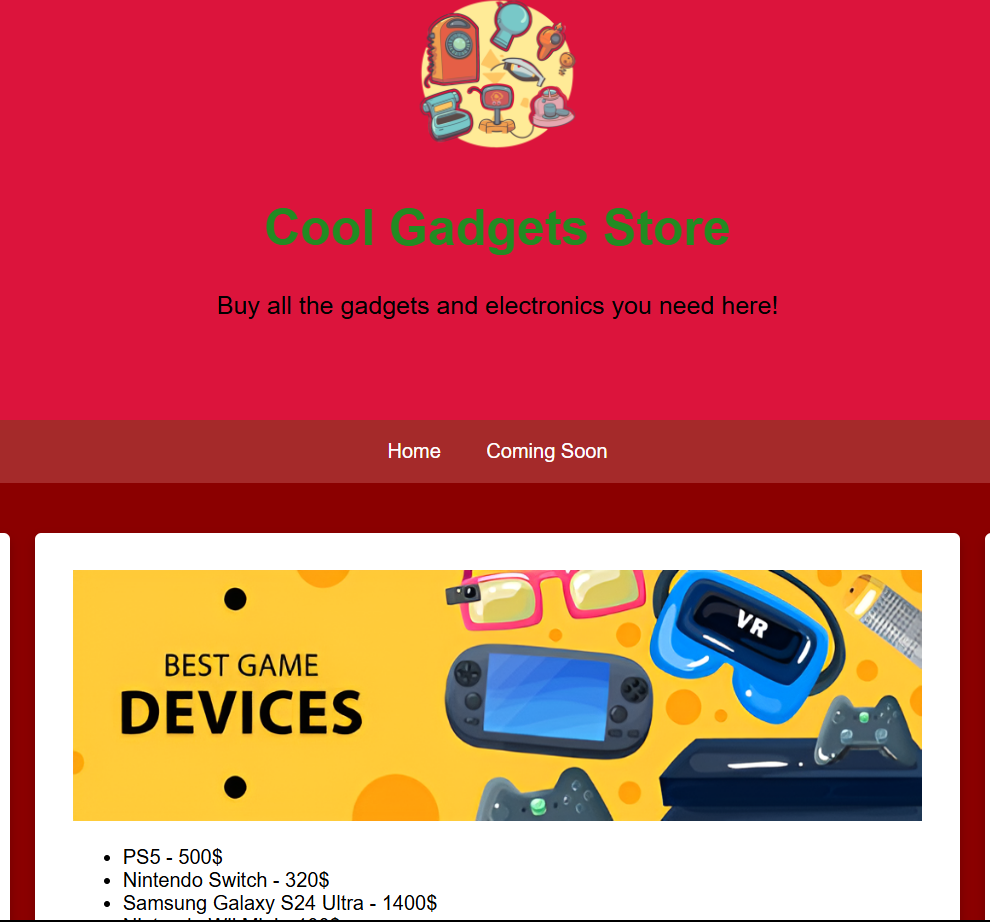 Cool Gadgets Store
Buy all the gadgets and electronics you need here!
Home Coming Soon
BEST GAME
DEVICES
VR
PS5 - 500$
Nintendo Switch - 320$
Samsung Galaxy S24 Ultra - 1400$